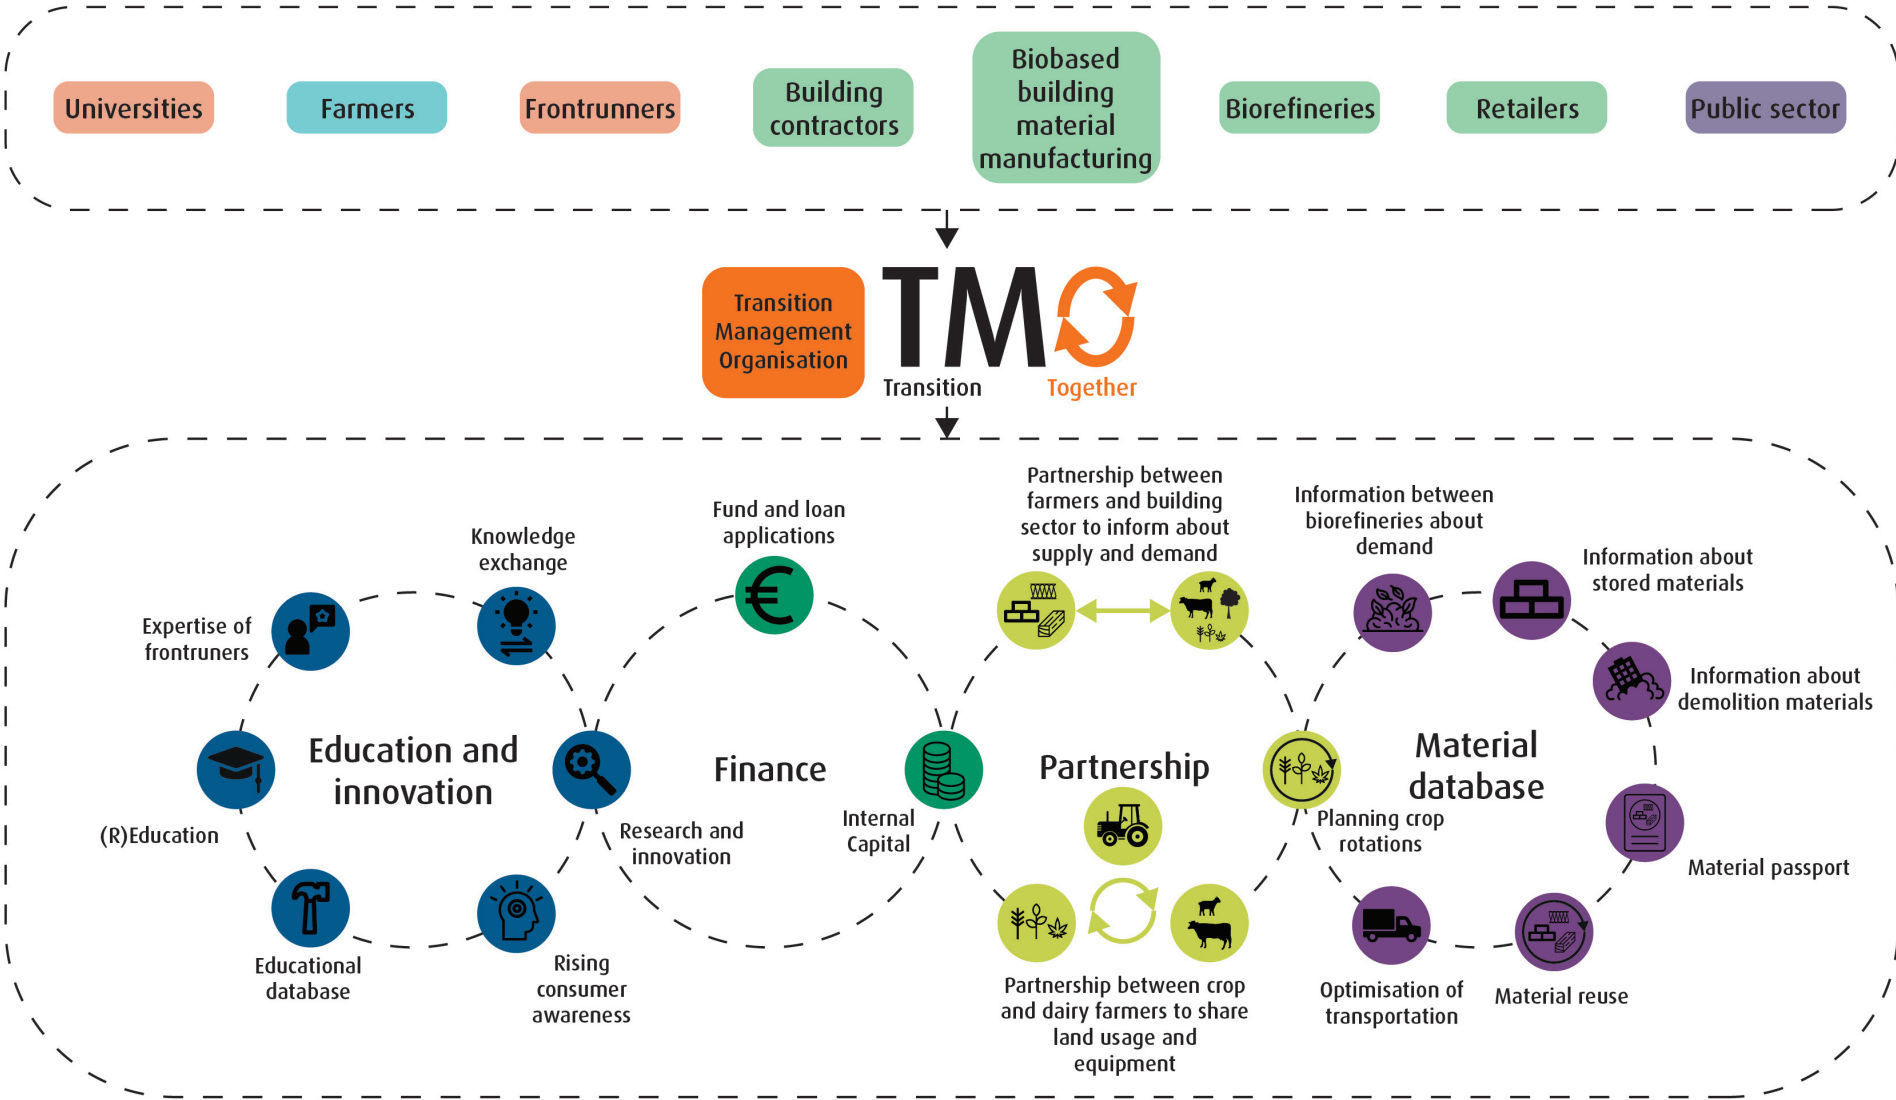 Universities
Farmers
Frontrunners
Building
contractors
Biobased
building
material
manufacturing
Biorefineries
Retailers
Public sector
Transition
Management
Organisation
TM
Transition
Together
Knowledge
exchange
Expertise of
frontruners
Education and
innovation
(R)Education
Educational
database
Rising
consumer
awareness
Research and
innovation
Fund and loan
applications
Finance
Internal
Capital
Partnership between
farmers and building
sector to inform about
supply and demand
Partnership
Partnership between crop
and dairy farmers to share
land usage and
equipment
Planning crop
rotations
Information between
biorefineries about
demand
Information about
stored materials
Information about
demolition materials
Material
database
Material passport
Material reuse
Optimisation of
transportation